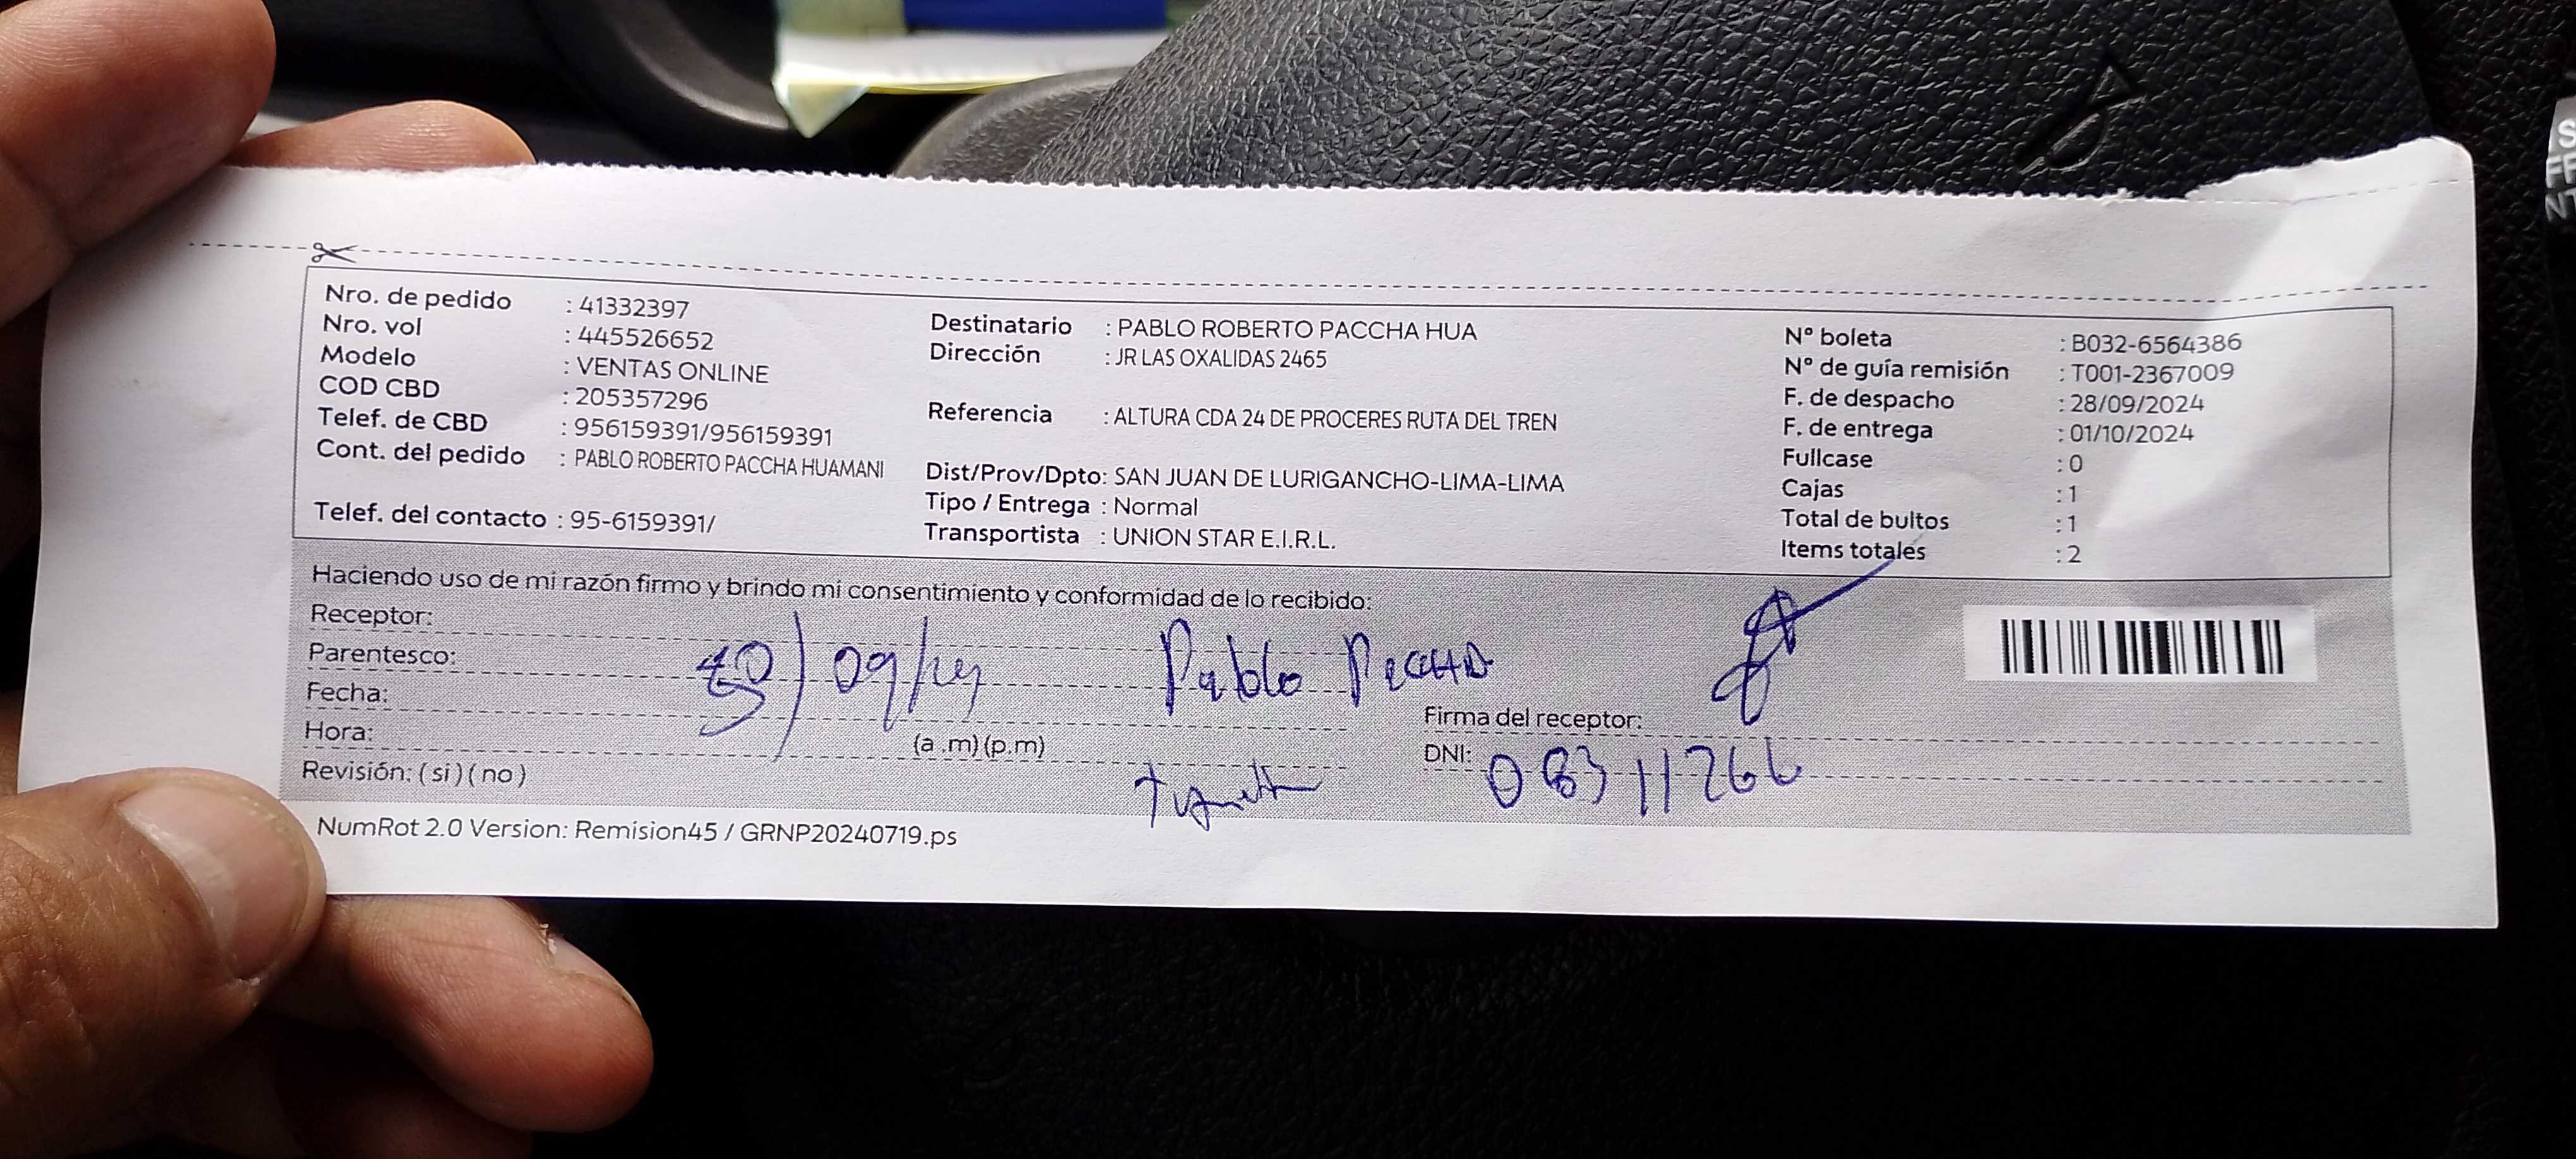 Nro. de pedido : 41332397
Nro. vol : 445526652
Modelo : VENTAS ONLINE
COD CBD : 205357296
Telef. de CBD : 956159391/956159391
Cont. del pedido : PABLO ROBERTO PACCHA HUAMANI
Telef. del contacto : 95-6159391/
Destinatario : PABLO ROBERTO PACCHA HUA
Dirección : JR LAS OXALIDAS 2465
Referencia : ALTURA CDA 24 DE PROCERES RUTA DEL TREN
Dist/Prov/Dpto: SAN JUAN DE LURIGANCHO-LIMA-LIMA
Tipo / Entrega : Normal
Transportista : UNION STAR E.I.R.L.
N° boleta : B032-6564386
N° de guía remisión : T001-2367009
F. de despacho : 28/09/2024
F. de entrega : 01/10/2024
Fullcase : 0
Cajas : 1
Total de bultos : 1
Items totales : 2
Haciendo uso de mi razón firmo y brindo mi consentimiento y conformidad de lo recibido:
Receptor:
Parentesco:
Pablo
Fecha:
Hora: (a .m) (p.m)
Revisión: ( si ) ( no )
Firma del receptor:
DNI: 08311266
NumRot 2.0 Version: Remision45 / GRNP20240719.ps